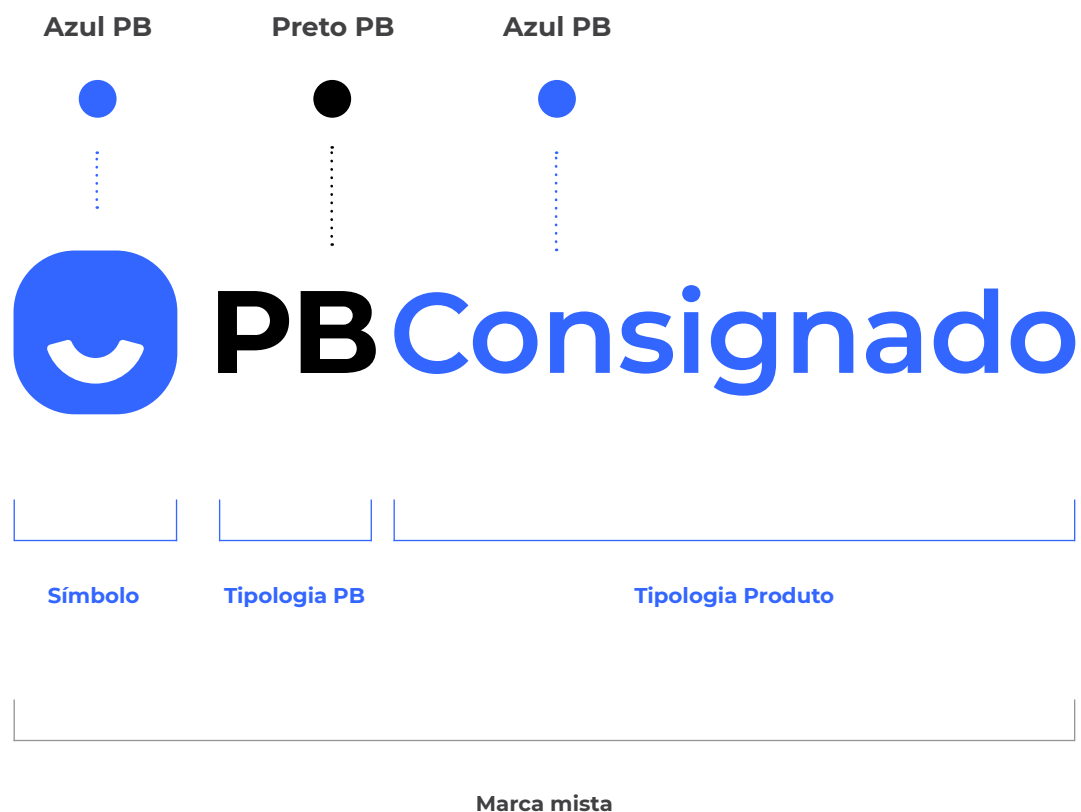 Azul PB Preto PB Azul PB
PB Consignado
Símbolo Tipologia PB Tipologia Produto
Marca mista